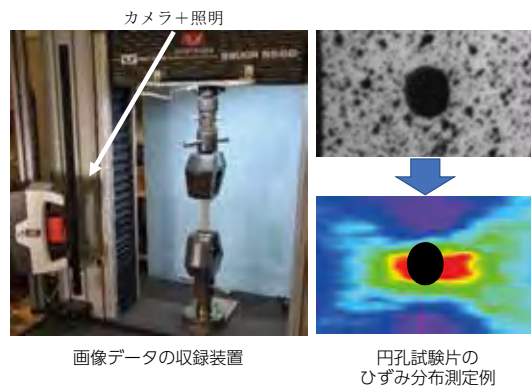 カメラ＋照明
画像データの収録装置
円孔試験片の
ひずみ分布測定例